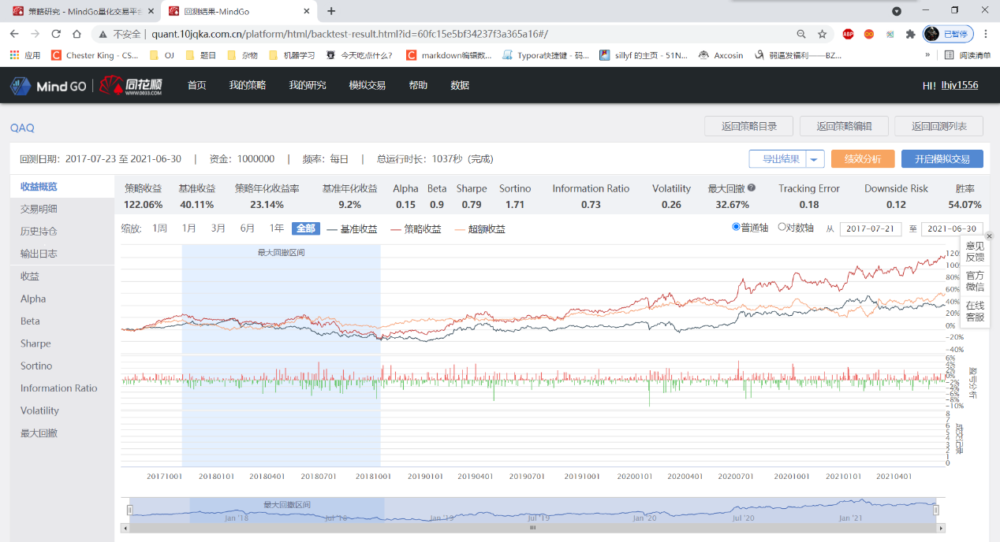 策略研究 - MindGo量化交易平台
回测结果-MindGo
不安全 | quant.10jqka.com.cn/platform/html/backtest-result.html?id=60fc15e5bf34237f3a365a16#/
已暂停
应用 Chester King - CS... OJ 题目 杂物 机器学习 今天吃点什么? markdown编辑数... Typora快捷键 - 码... sillyf 的主页 - 51N... Axcosin 弱逼发福利——BZ... » 阅读清单
Mind GO | 同花顺 首页 我的策略 我的研究 模拟交易 帮助 数据 HI! lhjy1556
WWW.0033.COM
QAQ 返回策略目录 返回策略编辑 返回回测列表
回测日期: 2017-07-23 至 2021-06-30 | 资金: 1000000 | 频率: 每日 | 总运行时长: 1037秒 (完成) 导出结果 绩效分析 开启模拟交易
收益概览
交易明细
历史持仓
输出日志
收益
Alpha
Beta
Sharpe
Sortino
Information Ratio
Volatility
最大回撤
策略收益 基准收益 策略年化收益率 基准年化收益 Alpha Beta Sharpe Sortino Information Ratio Volatility 最大回撤 Tracking Error Downside Risk 胜率
122.06% 40.11% 23.14% 9.2% 0.15 0.9 0.79 1.71 0.73 0.26 32.67% 0.18 0.12 54.07%
缩放: 1周 1月 3月 6月 1年 全部 基准收益 策略收益 超额收益 普通轴 对数轴 从 2017-07-21 至 2021-06-30
最大回撤区间
120%
100%
80%
60%
40%
20%
0%
-20%
-40%
6%
4%
2%
0%
-2%
-4%
-6%
-8%
-10%
盈亏分析
8
7
6
5
4
3
2
1
0
成交记录
20171001 20180101 20180401 20180701 20181001 20190101 20190401 20190701 20191001 20200101 20200401 20200701 20201001 20210101 20210401
最大回撤区间
Jan '18 Jul '18 Jan '19 Jul '19 Jan '20 Jul '20 Jan '21
意见
反馈
官方
微信
在线
客服